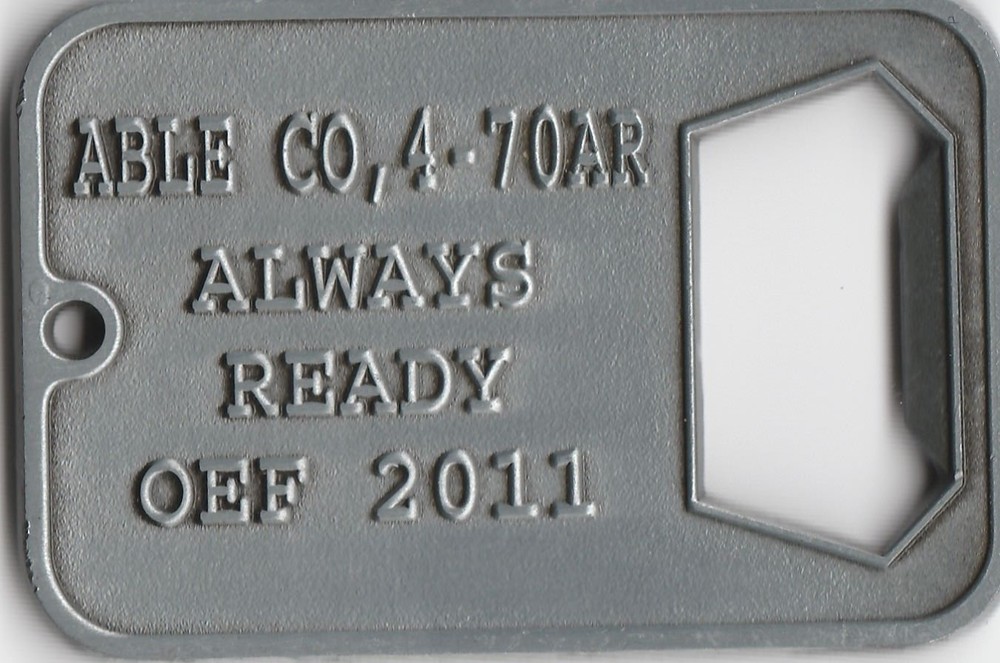 ABLE CO,4-70AR
ALWAYS
READY
OEF 2011